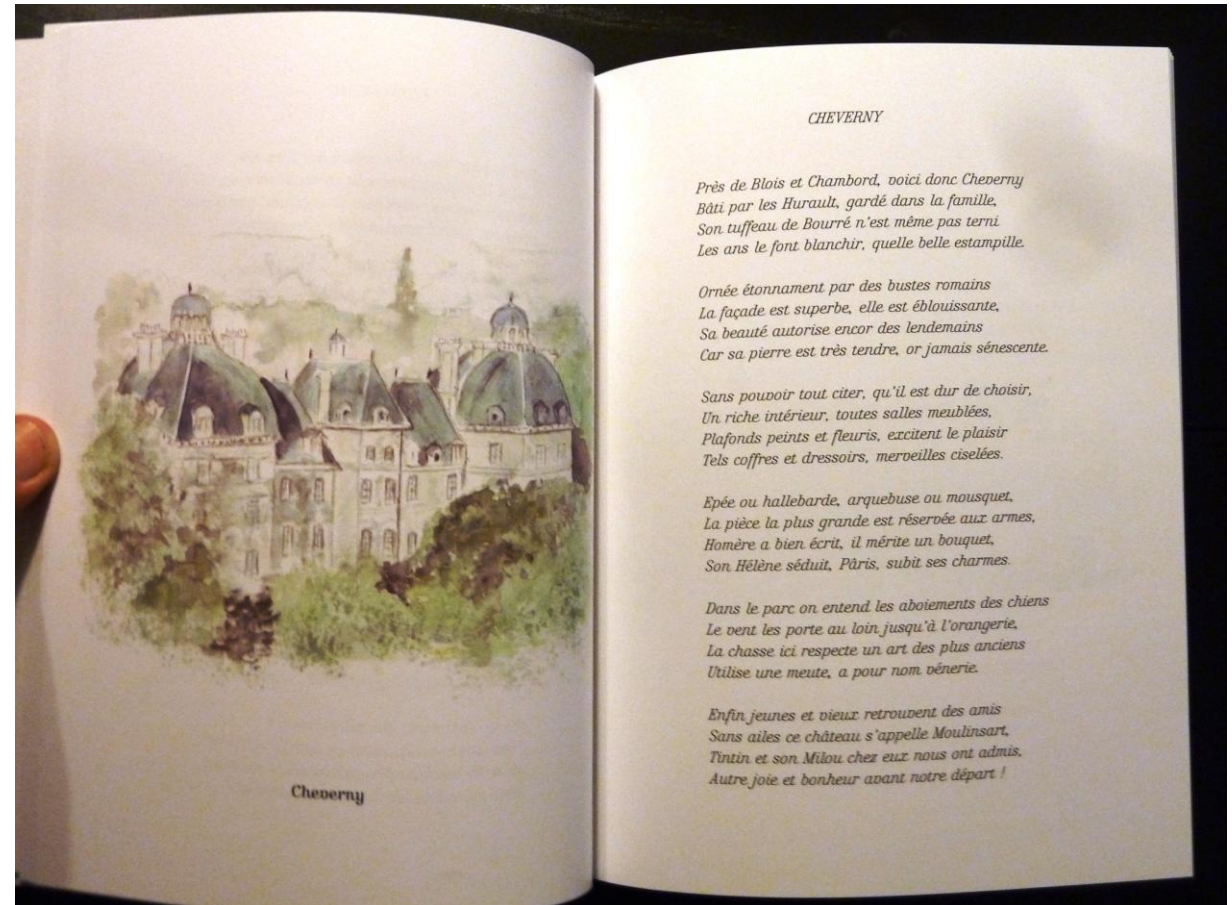 Cheverny
CHEVERNY
Près de Blois et Chambord, voici donc Cheverny
Bâti par les Hurault, gardé dans la famille,
Son tuffeau de Bourré n'est même pas terni
Les ans le font blanchir, quelle belle estampille.
Ornée étonnament par des bustes romains
La façade est superbe, elle est éblouissante,
Sa beauté autorise encor des lendemains
Car sa pierre est très tendre, or jamais sénescente.
Sans pouvoir tout citer, qu'il est dur de choisir,
Un riche intérieur, toutes salles meublées,
Plafonds peints et fleuris, excitent le plaisir
Tels coffres et dressoirs, merveilles ciselées.
Epée ou hallebarde, arquebuse ou mousquet,
La pièce la plus grande est réservée aux armes,
Homère a bien écrit, il mérite un bouquet,
Son Hélène séduit, Pâris, subit ses charmes.
Dans le parc on entend les aboiements des chiens
Le vent les porte au loin jusqu'à l'orangerie,
La chasse ici respecte un art des plus anciens
Utilise une meute, a pour nom vénerie.
Enfin jeunes et vieux retrouvent des amis
Sans ailes ce château s'appelle Moulinsart,
Tintin et son Milou chez eux nous ont admis,
Autre joie et bonheur avant notre départ !